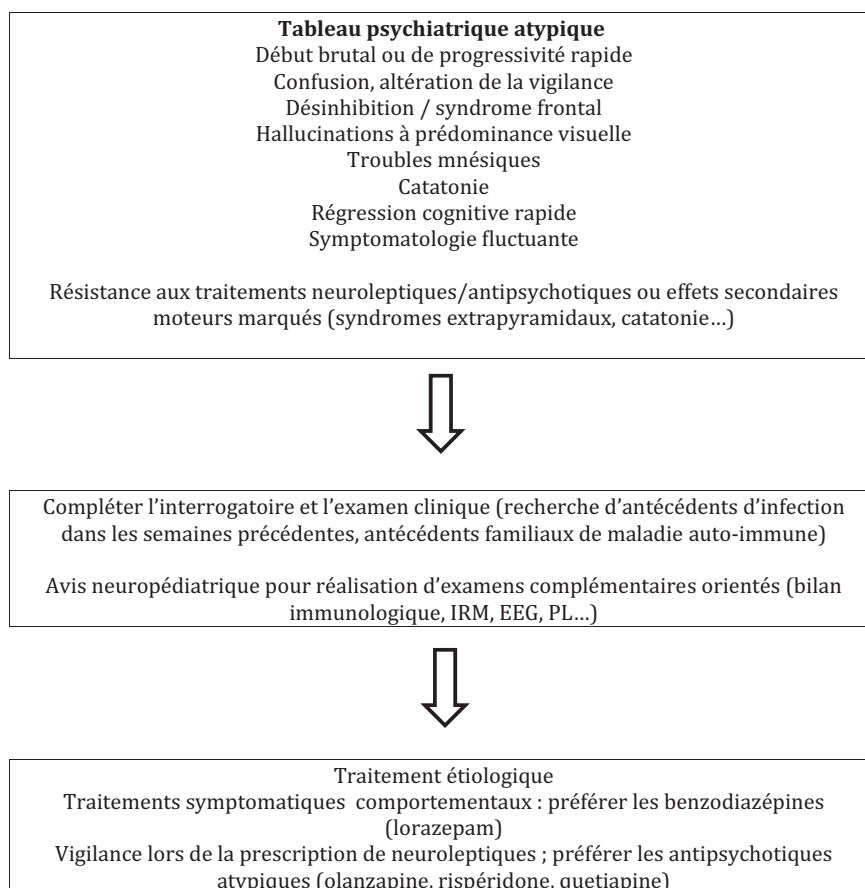 Tableau psychiatrique atypique
Début brutal ou de progressivité rapide
Confusion, altération de la vigilance
Désinhibition / syndrome frontal
Hallucinations à prédominance visuelle
Troubles mnésiques
Catatonie
Régression cognitive rapide
Symptomatologie fluctuante
Résistance aux traitements neuroleptiques/antipsychotiques ou effets secondaires
moteurs marqués (syndromes extrapyramidaux, catatonie…)
Compléter l’interrogatoire et l’examen clinique (recherche d’antécédents d’infection
dans les semaines précédentes, antécédents familiaux de maladie auto-immune)
Avis neuropédiatrique pour réalisation d’examens complémentaires orientés (bilan
immunologique, IRM, EEG, PL…)
Traitement étiologique
Traitements symptomatiques comportementaux : préférer les benzodiazépines
(lorazepam)
Vigilance lors de la prescription de neuroleptiques ; préférer les antipsychotiques
atypiques (olanzapine, rispéridone, quetiapine)